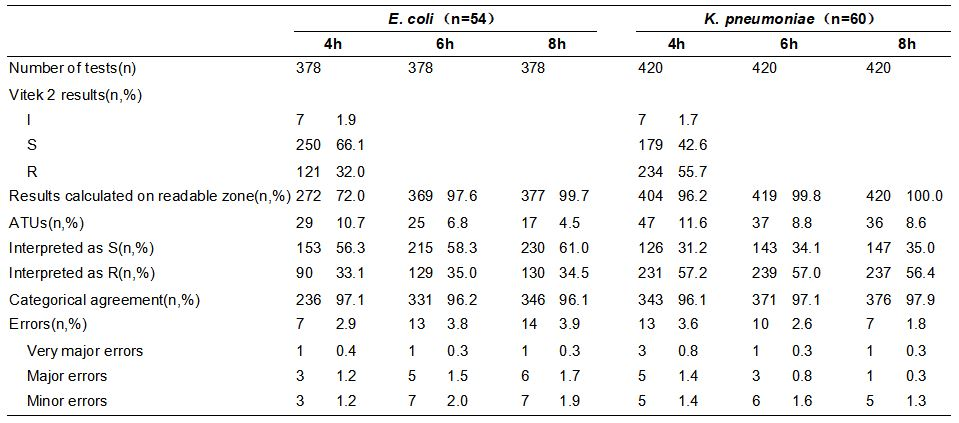 E. coli（n=54） K. pneumoniae（n=60）
4h 6h 8h 4h 6h 8h
Number of tests(n) 378 378 378 420 420 420
Vitek 2 results(n,%)
I 7 1.9 7 1.7
S 250 66.1 179 42.6
R 121 32.0 234 55.7
Results calculated on readable zone(n,%) 272 72.0 369 97.6 377 99.7 404 96.2 419 99.8 420 100.0
ATUs(n,%) 29 10.7 25 6.8 17 4.5 47 11.6 37 8.8 36 8.6
Interpreted as S(n,%) 153 56.3 215 58.3 230 61.0 126 31.2 143 34.1 147 35.0
Interpreted as R(n,%) 90 33.1 129 35.0 130 34.5 231 57.2 239 57.0 237 56.4
Categorical agreement(n,%) 236 97.1 331 96.2 346 96.1 343 96.1 371 97.1 376 97.9
Errors(n,%) 7 2.9 13 3.8 14 3.9 13 3.6 10 2.6 7 1.8
Very major errors 1 0.4 1 0.3 1 0.3 3 0.8 1 0.3 1 0.3
Major errors 3 1.2 5 1.5 6 1.7 5 1.4 3 0.8 1 0.3
Minor errors 3 1.2 7 2.0 7 1.9 5 1.4 6 1.6 5 1.3